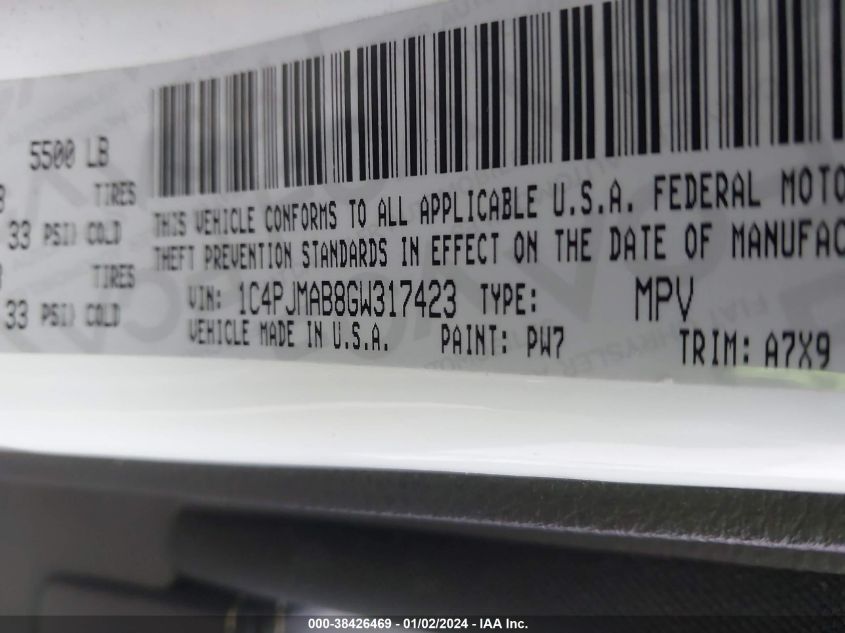 5500 LB
TIRES
33 PSI) COLD
TIRES
33 PSI) COLD
THIS VEHICLE CONFORMS TO ALL APPLICABLE U.S.A. FEDERAL MOTO
THEFT PREVENTION STANDARDS IN EFFECT ON THE DATE OF MANUFAC
VIN: 1C4PJMAB8GW317423 TYPE: MPV
VEHICLE MADE IN U.S.A. PAINT: PW7 TRIM: A7X9
000-38426469 - 01/02/2024 - IAA Inc.